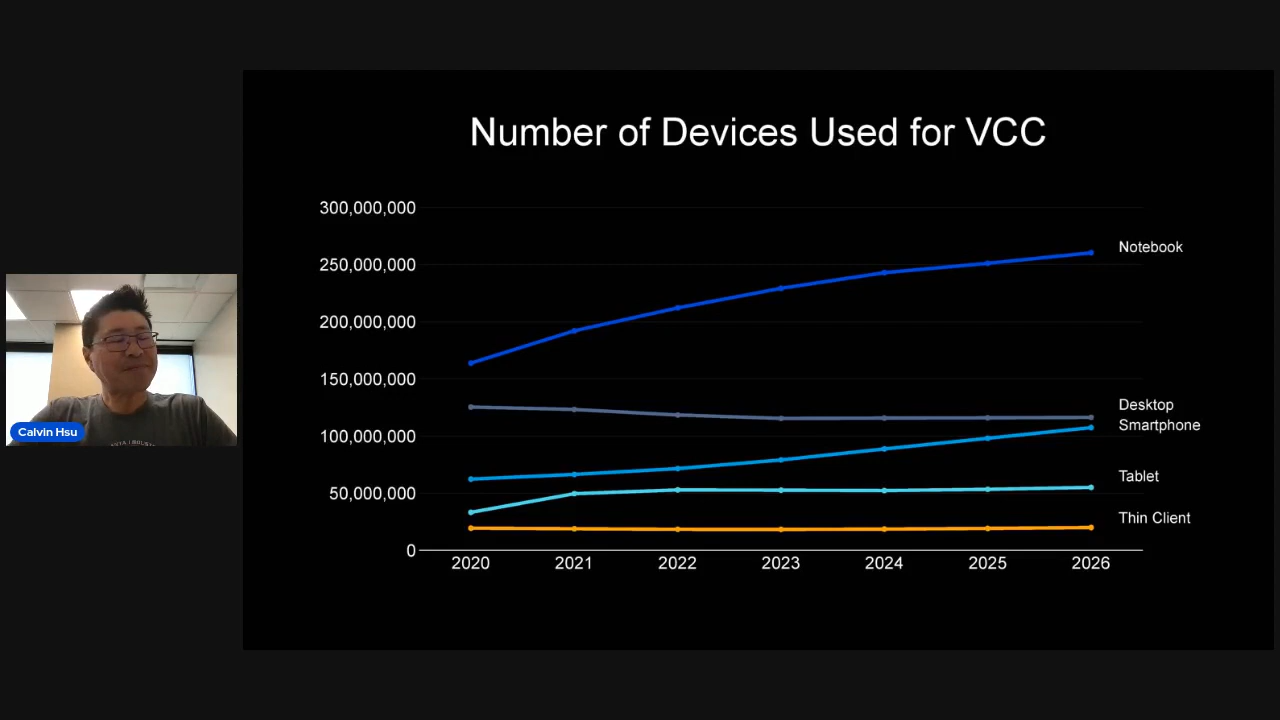 Number of Devices Used for VCC
300,000,000
250,000,000
200,000,000
150,000,000
100,000,000
50,000,000
0
Notebook
Desktop
Smartphone
Tablet
Thin Client
2020 2021 2022 2023 2024 2025 2026
Calvin Hsu